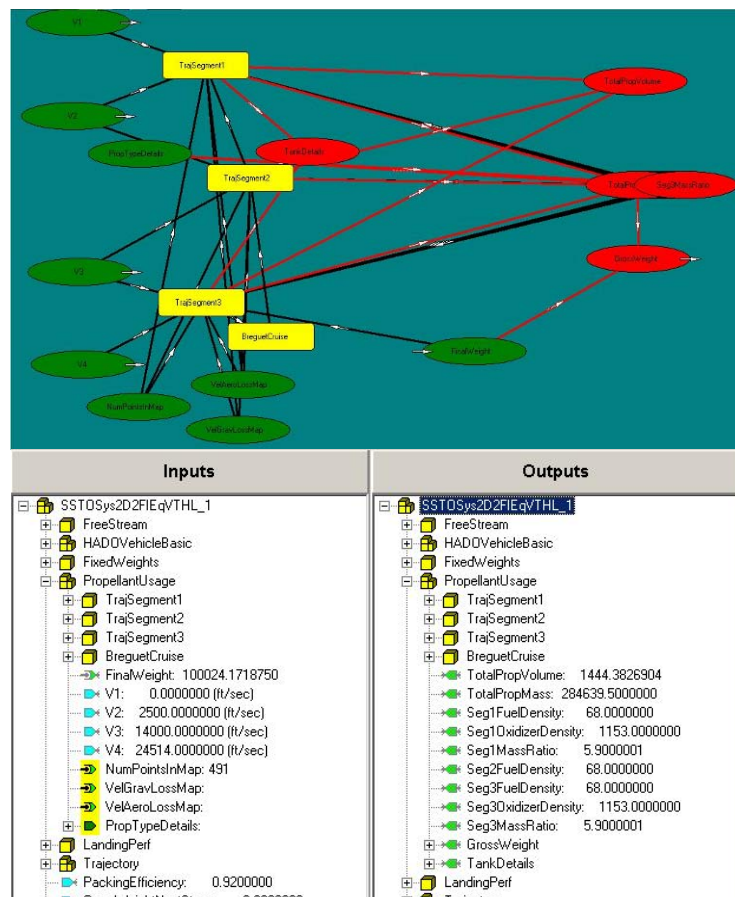 V1
TrajSegment1
TotalPropVolume
V2
PropTypeDetails
TankDetails
TrajSegment2
Seg3MassRatio
V3
GrossWeight
TrajSegment3
BreguetCruise
FinalWeight
V4
VelAeroLossMap
NumPointsInMap
VelGravLossMap
Inputs
SSTOSys2D2FlEqVTHL_1
FreeStream
HADOVehicleBasic
FixedWeights
PropellantUsage
TrajSegment1
TrajSegment2
TrajSegment3
BreguetCruise
FinalWeight: 100024.1718750
V1: 0.0000000 (ft/sec)
V2: 2500.0000000 (ft/sec)
V3: 14000.0000000 (ft/sec)
V4: 24514.0000000 (ft/sec)
NumPointsInMap: 491
VelGravLossMap:
VelAeroLossMap:
PropTypeDetails:
LandingPerf
Trajectory
PackingEfficiency: 0.9200000
Outputs
SSTOSys2D2FlEqVTHL_1
FreeStream
HADOVehicleBasic
FixedWeights
PropellantUsage
TrajSegment1
TrajSegment2
TrajSegment3
BreguetCruise
TotalPropVolume: 1444.3826904
TotalPropMass: 284639.5000000
Seg1FuelDensity: 68.0000000
Seg1OxidizerDensity: 1153.0000000
Seg1MassRatio: 5.9000001
Seg2FuelDensity: 68.0000000
Seg3FuelDensity: 68.0000000
Seg3OxidizerDensity: 1153.0000000
Seg3MassRatio: 5.9000001
GrossWeight
TankDetails
LandingPerf